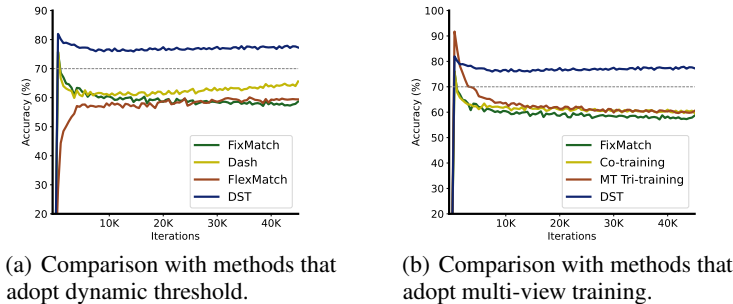 90
80
70
60
50
40
30
20
Accuracy (%)
10K
20K
30K
40K
Iterations
FixMatch
Dash
FlexMatch
DST
(a) Comparison with methods that
adopt dynamic threshold.
100
90
80
70
60
50
40
30
20
Accuracy (%)
10K
20K
30K
40K
Iterations
FixMatch
Co-training
MT Tri-training
DST
(b) Comparison with methods that
adopt multi-view training.